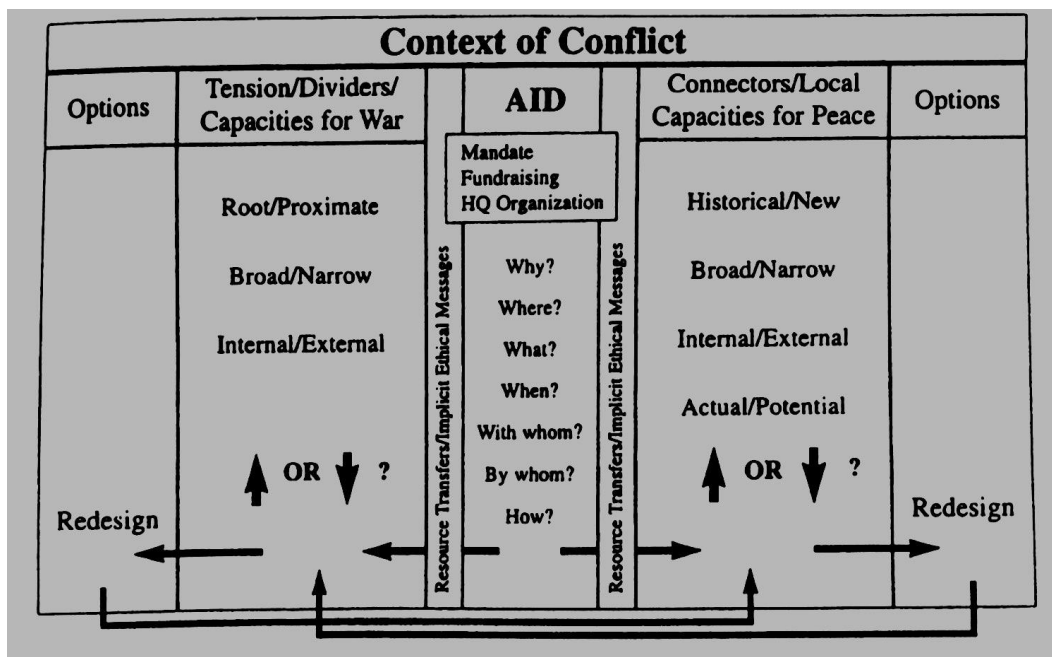 Context of Conflict
Options
Tension/Dividers/
Capacities for War
AID
Connectors/Local
Capacities for Peace
Options
Mandate
Fundraising
HQ Organization
Root/Proximate
Broad/Narrow
Internal/External
OR ?
Redesign
Resource Transfers/Implicit Ethical Messages
Why?
Where?
What?
When?
With whom?
By whom?
How?
Resource Transfers/Implicit Ethical Messages
Historical/New
Broad/Narrow
Internal/External
Actual/Potential
OR ?
Redesign